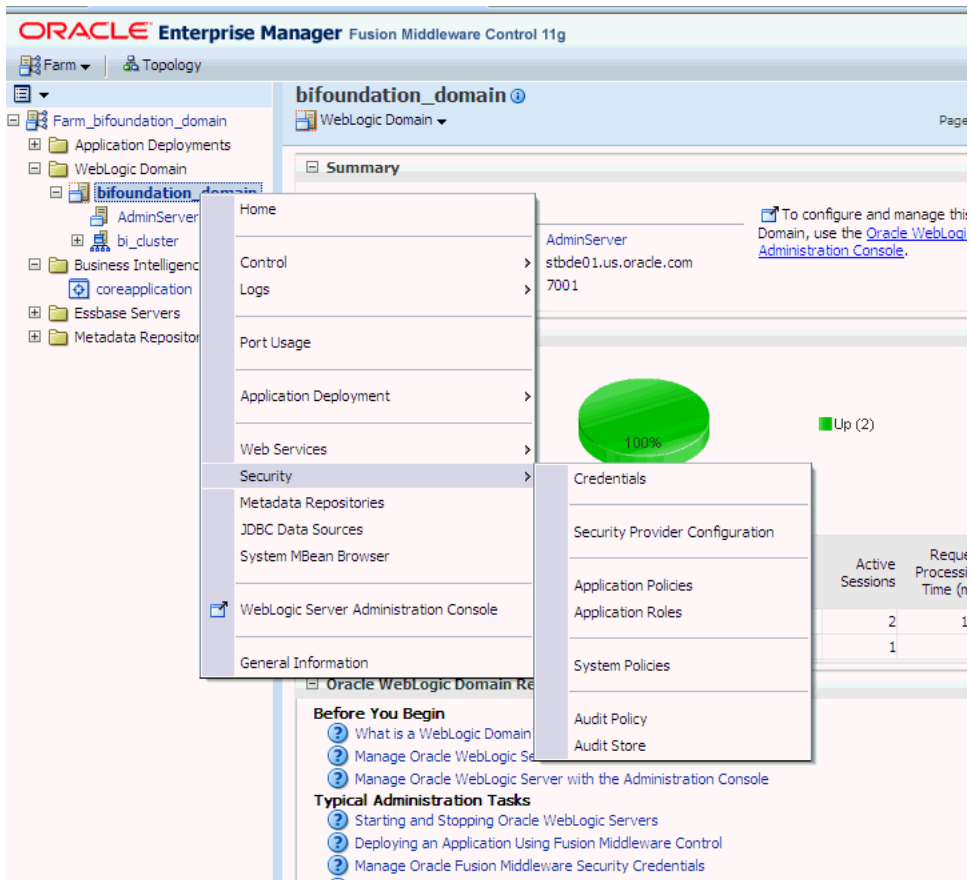 ORACLE Enterprise Manager Fusion Middleware Control 11g
Farm
Topology
Farm_bifoundation_domain
Application Deployments
WebLogic Domain
bifoundation_domain
AdminServer
bi_cluster
Business Intelligenc
coreapplication
Essbase Servers
Metadata Repositor
bifoundation_domain
WebLogic Domain
Page
Summary
AdminServer
stbde01.us.oracle.com
7001
To configure and manage this
Domain, use the Oracle WebLogi
Administration Console.
100%
Up (2)
Home
Control
Logs
Port Usage
Application Deployment
Web Services
Security
Metadata Repositories
JDBC Data Sources
System MBean Browser
WebLogic Server Administration Console
General Information
Credentials
Security Provider Configuration
Application Policies
Application Roles
System Policies
Audit Policy
Audit Store
Active
Sessions
Reque
Processi
Time (m
2
1
1
Oracle WebLogic Domain Re
Before You Begin
What is a WebLogic Domain
Manage Oracle WebLogic Se
Manage Oracle WebLogic Server with the Administration Console
Typical Administration Tasks
Starting and Stopping Oracle WebLogic Servers
Deploying an Application Using Fusion Middleware Control
Manage Oracle Fusion Middleware Security Credentials